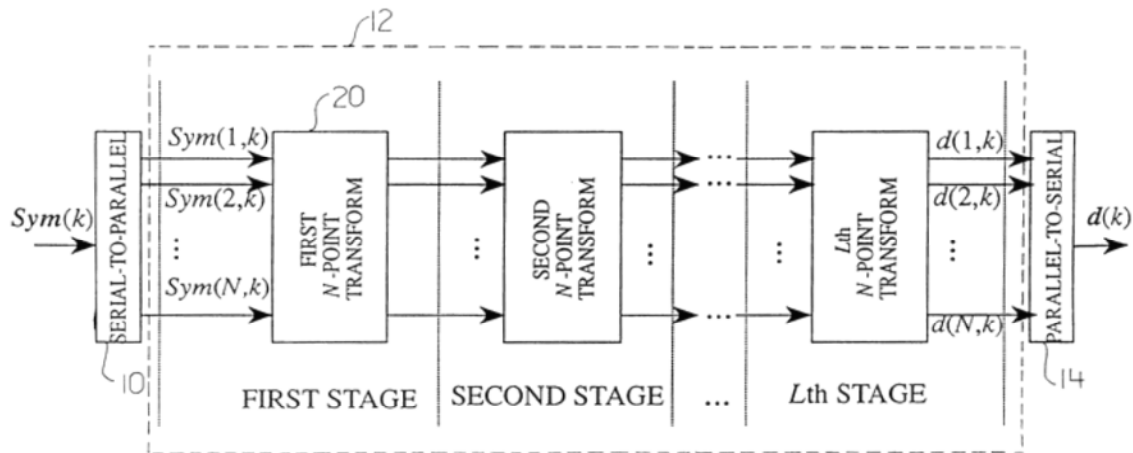 12
20
Sym(k)
SERIAL-TO-PARALLEL
10
Sym(1,k)
Sym(2,k)
...
Sym(N,k)
FIRST
N-POINT
TRANSFORM
...
SECOND
N-POINT
TRANSFORM
...
...
...
...
...
Lth
N-POINT
TRANSFORM
d(1,k)
d(2,k)
...
d(N,k)
PARALLEL-TO-SERIAL
14
d(k)
FIRST STAGE
SECOND STAGE
...
Lth STAGE